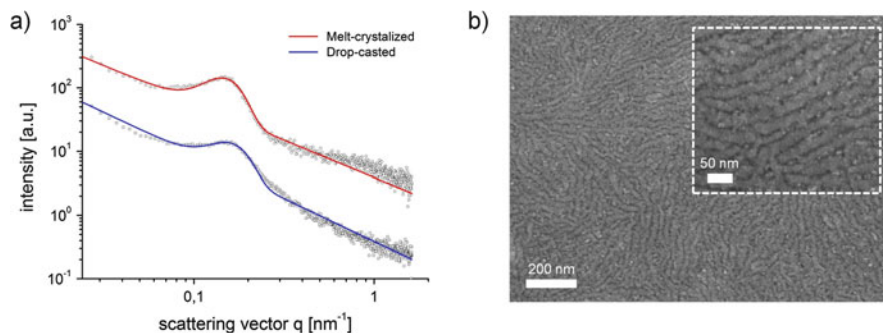 a)
Melt-crystalized
Drop-casted
intensity [a.u.]
10³
10²
10¹
10⁰
10⁻¹
0,1
1
scattering vector q [nm⁻¹]
b)
50 nm
200 nm